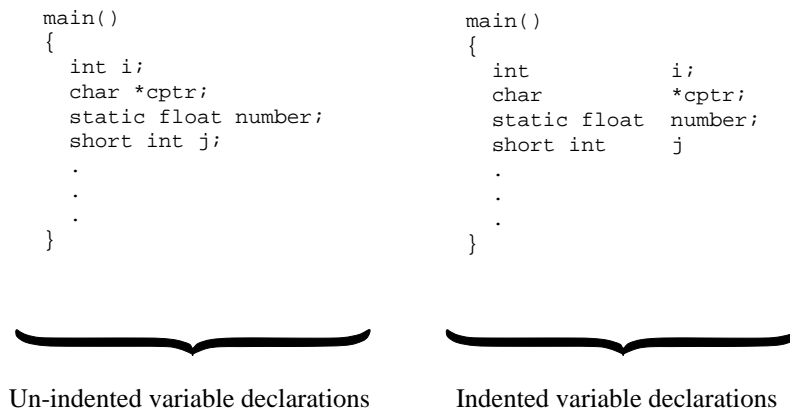 main()
{
  int i;
  char *cptr;
  static float number;
  short int j;
  .
  .
  .
}
Un-indented variable declarations
main()
{
  int            i;
  char           *cptr;
  static float  number;
  short int      j
  .
  .
  .
}
Indented variable declarations